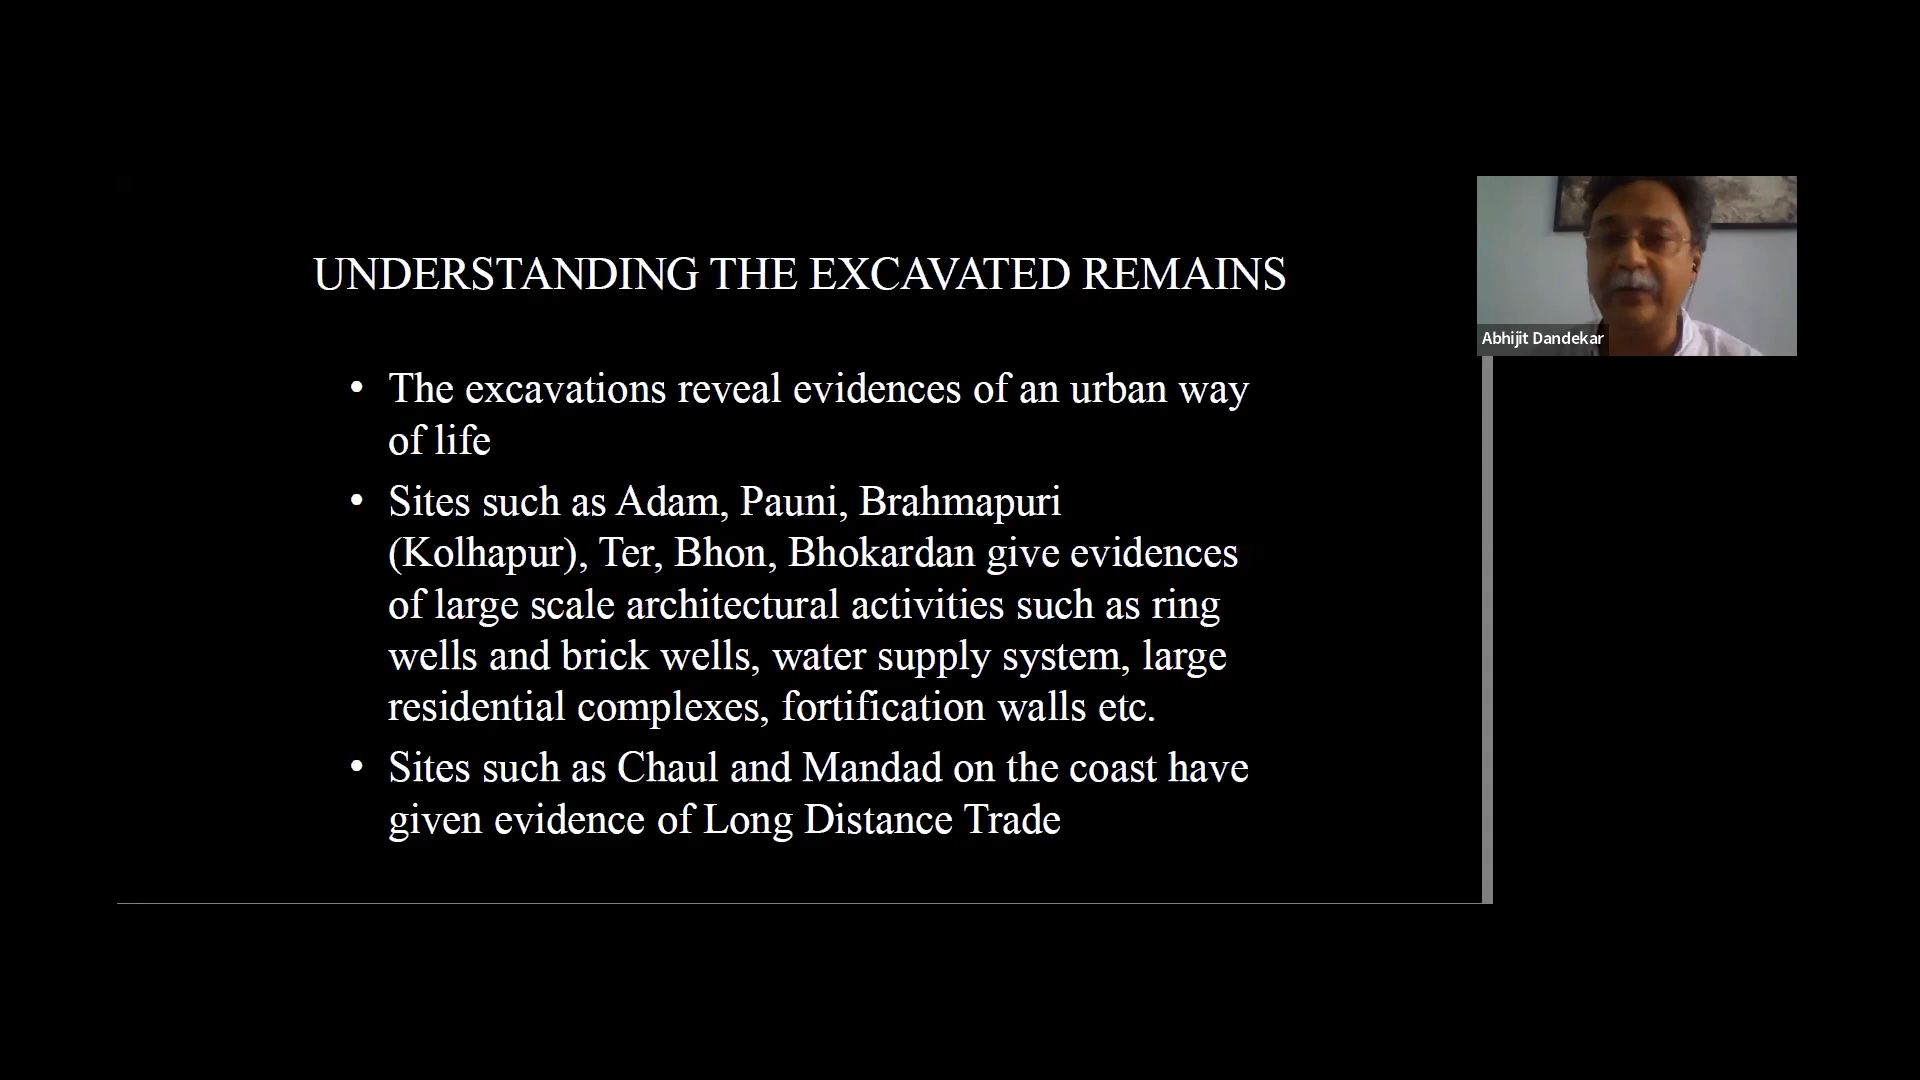 UNDERSTANDING THE EXCAVATED REMAINS
Abhijit Dandekar
• The excavations reveal evidences of an urban way
of life
• Sites such as Adam, Pauni, Brahmapuri
(Kolhapur), Ter, Bhon, Bhokardan give evidences
of large scale architectural activities such as ring
wells and brick wells, water supply system, large
residential complexes, fortification walls etc.
• Sites such as Chaul and Mandad on the coast have
given evidence of Long Distance Trade